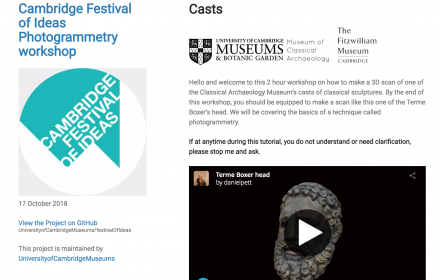 Cambridge Festival
of Ideas
Photogrammetry
workshop
CAMBRIDGE
FESTIVAL
OF IDEAS
17 October 2018
View the Project on GitHub
UniversityofCambridgeMuseums/festivalOfIdeas
This project is maintained by
UniversityofCambridgeMuseums
Casts
UNIVERSITY OF CAMBRIDGE
MUSEUMS
& BOTANIC GARDEN
Museum of
Classical
Archaeology
The
Fitzwilliam
Museum
CAMBRIDGE
Hello and welcome to this 2 hour workshop on how to make a 3D scan of one of
the Classical Archaeology Museum's casts of classical sculptures. By the end of
this workshop, you should be equipped to make a scan like this one of the Terme
Boxer's head. We will be covering the basics of a technique called
photogrammetry.
If at anytime during this tutorial, you do not understand or need clarification,
please stop me and ask.
Terme Boxer head
by danielpett